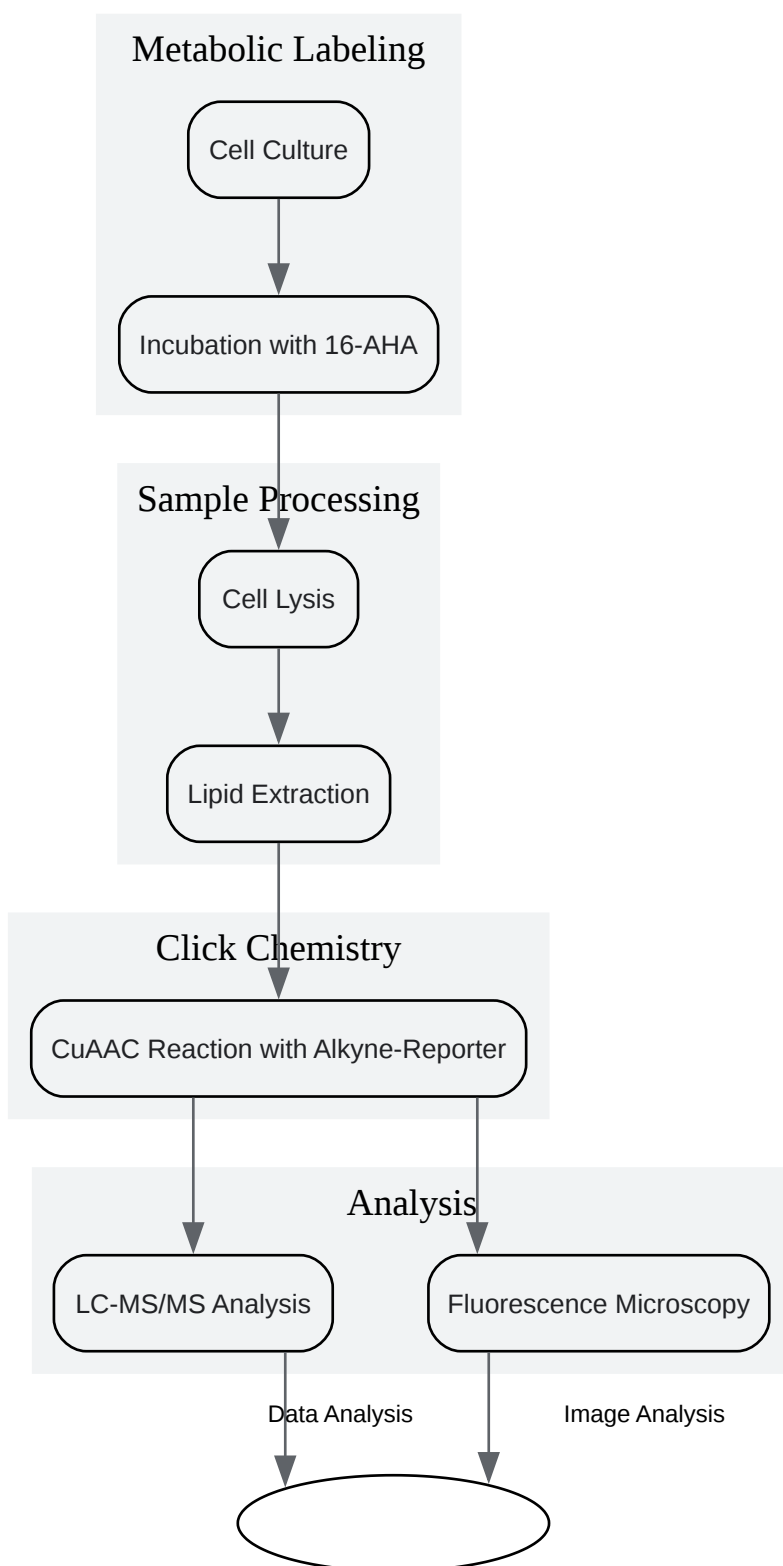 Metabolic Labeling
Cell Culture
Incubation with 16-AHA
Sample Processing
Cell Lysis
Lipid Extraction
Click Chemistry
CuAAC Reaction with Alkyne-Reporter
Analysis
LC-MS/MS Analysis
Fluorescence Microscopy
Data Analysis
Image Analysis